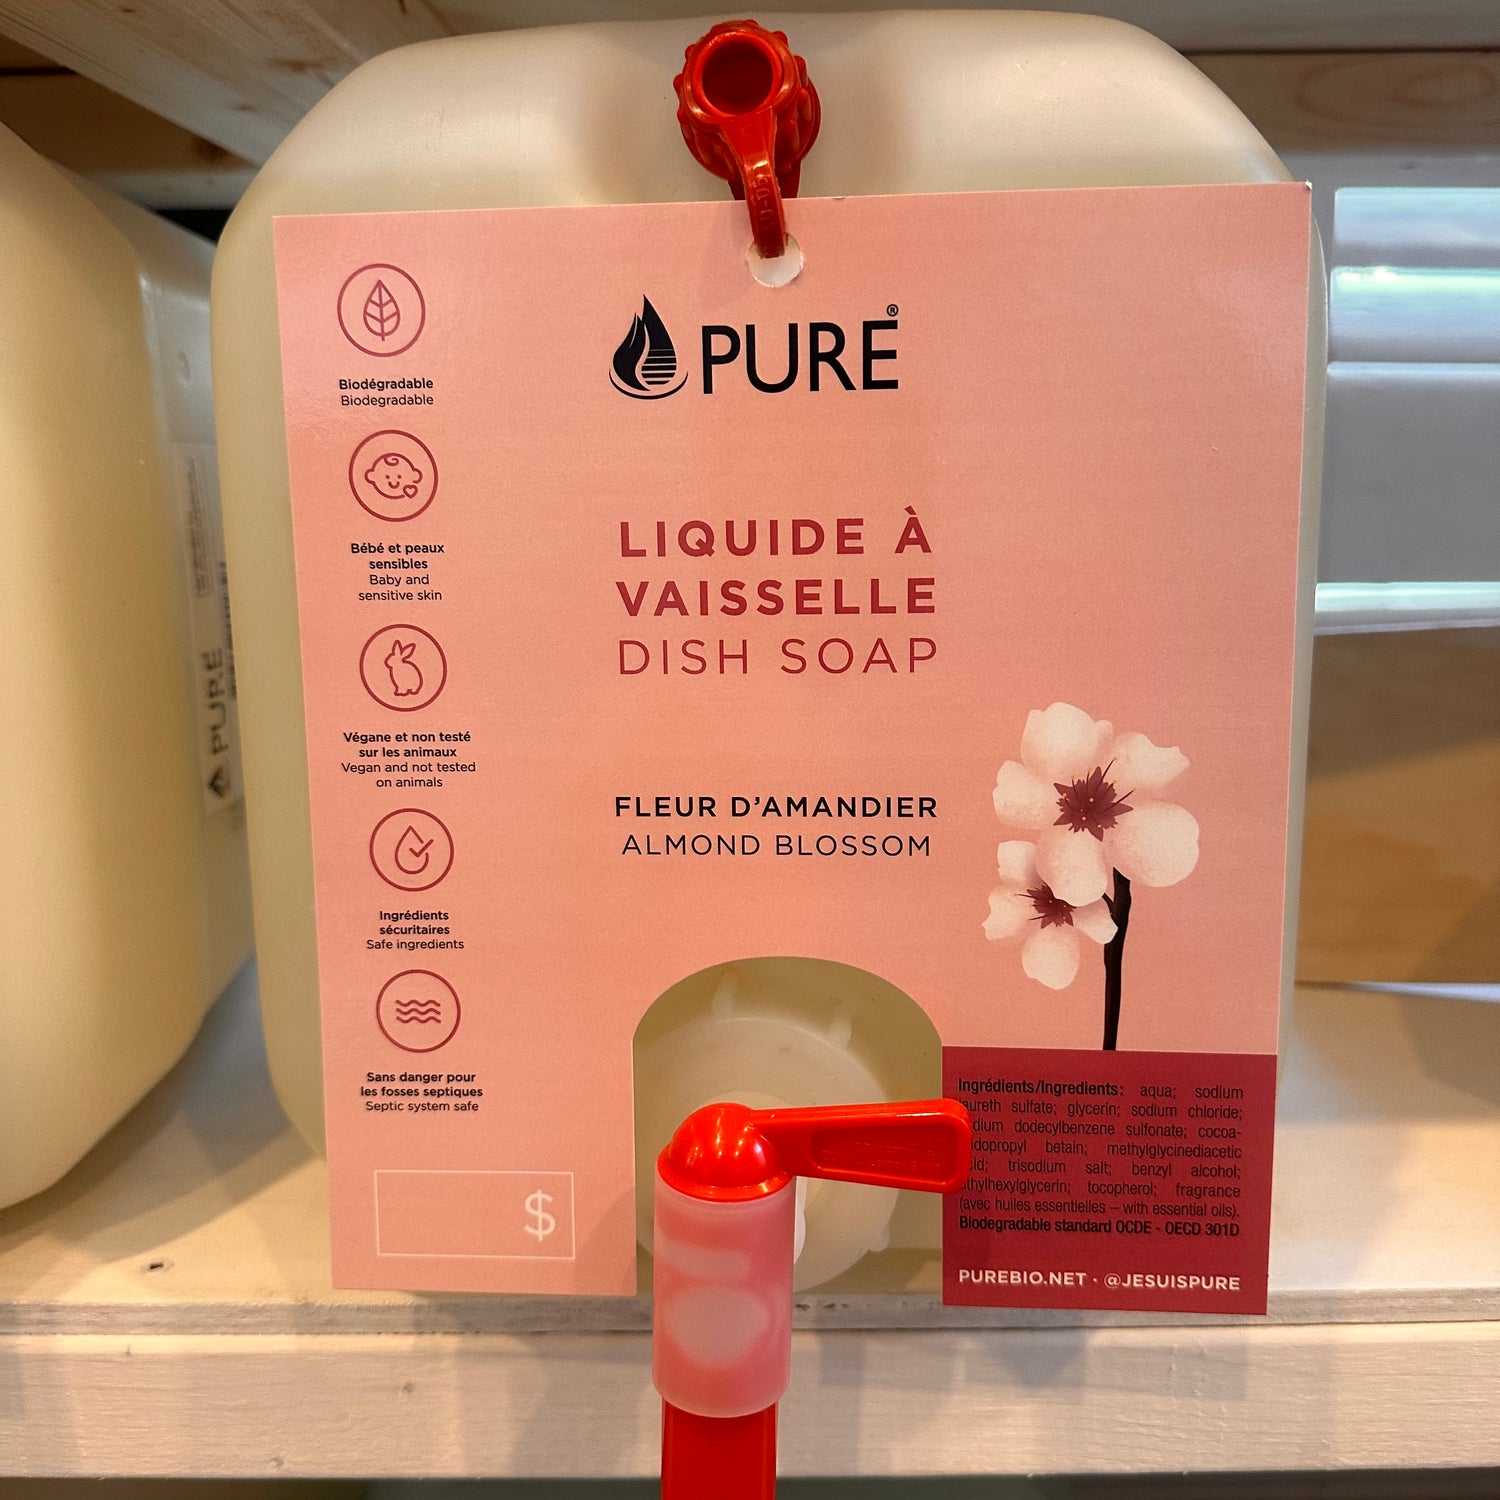 PURE®
LIQUIDE À
VAISSELLE
DISH SOAP
FLEUR D'AMANDIER
ALMOND BLOSSOM
Biodégradable
Biodegradable
Bébé et peaux
sensibles
Baby and
sensitive skin
Végane et non testé
sur les animaux
Vegan and not tested
on animals
Ingrédients
sécuritaires
Safe ingredients
Sans danger pour
les fosses septiques
Septic system safe
$
Ingrédients/Ingredients: aqua; sodium
laureth sulfate; glycerin; sodium chloride;
dodecylbenzene sulfonate; coco-
betain; methylglycinediacetic
trisodium salt; benzyl alcohol;
tocopherol; fragrance
(avec huiles essentielles – with essential oils).
Biodegradable standard OCDE - OECD 301D
PUREBIO.NET · @JESUISPURE
PURE